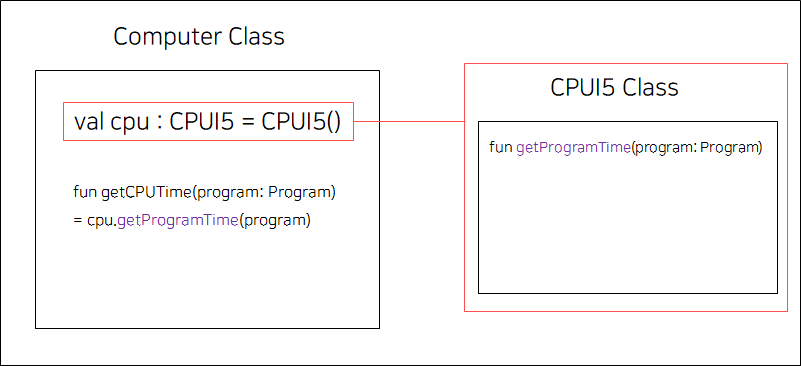 Computer Class
val cpu : CPUI5 = CPUI5()
fun getCPUTime(program: Program)
= cpu.getProgramTime(program)
CPUI5 Class
fun getProgramTime(program: Program)